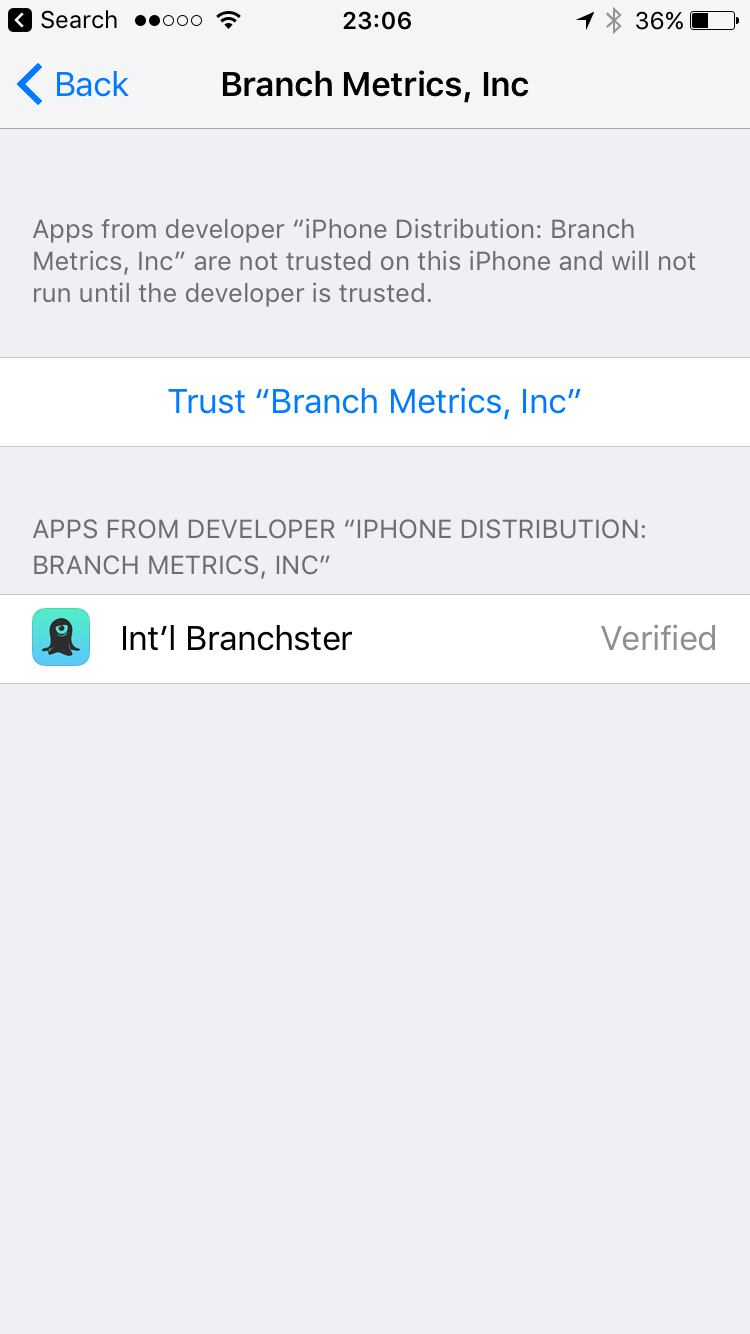 Search 23:06 36%
Back Branch Metrics, Inc
Apps from developer “iPhone Distribution: Branch
Metrics, Inc” are not trusted on this iPhone and will not
run until the developer is trusted.
Trust “Branch Metrics, Inc”
APPS FROM DEVELOPER “IPHONE DISTRIBUTION:
BRANCH METRICS, INC”
Int’l Branchster Verified